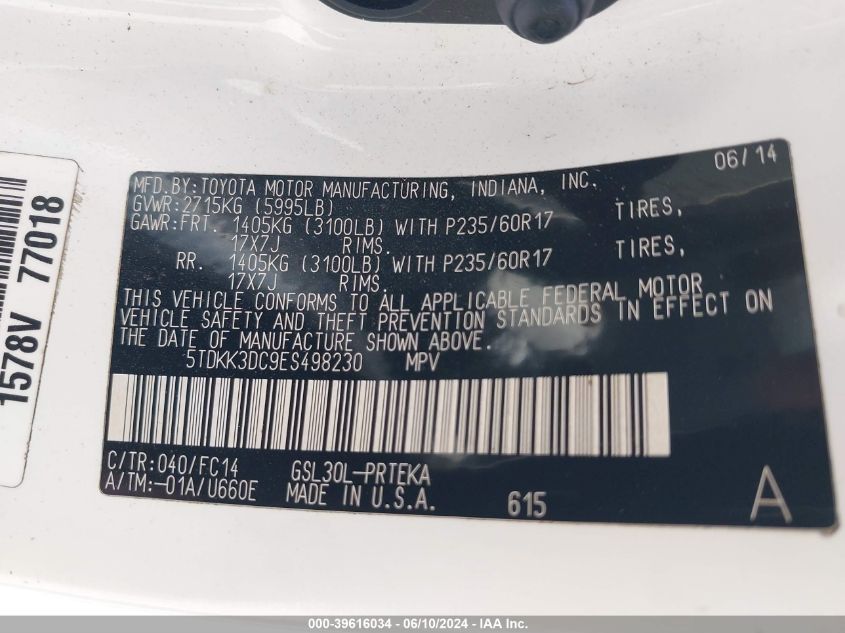 06/14
MFD.BY:TOYOTA MOTOR MANUFACTURING, INDIANA, INC.
GVWR:2715KG (5995LB)
GAWR:FRT. 1405KG (3100LB) WITH P235/60R17 TIRES,
17X7J RIMS.
RR. 1405KG (3100LB) WITH P235/60R17 TIRES,
17X7J RIMS.
THIS VEHICLE CONFORMS TO ALL APPLICABLE FEDERAL MOTOR
VEHICLE SAFETY AND THEFT PREVENTION STANDARDS IN EFFECT ON
THE DATE OF MANUFACTURE SHOWN ABOVE.
5TDKK3DC9ES498230 MPV
C/TR:040/FC14 GSL30L-PRTEKA
A/TM:-01A/U660E MADE IN U.S.A. 615 A
1578V 77018
000-39616034 - 06/10/2024 - IAA Inc.